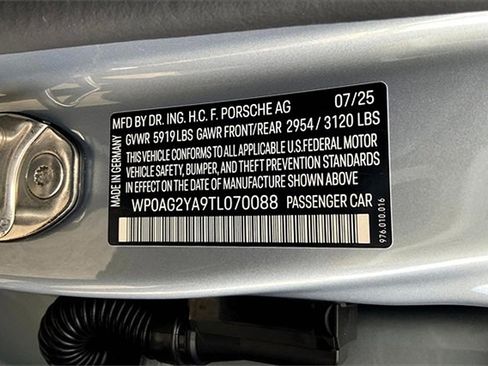 MFD BY DR. ING. H.C. F. PORSCHE AG 07/25
GVWR 5919 LBS GAWR FRONT/REAR 2954 / 3120 LBS
THIS VEHICLE CONFORMS TO ALL APPLICABLE U.S.FEDERAL MOTOR
VEHICLE SAFETY, BUMPER, AND THEFT PREVENTION STANDARDS
IN EFFECT ON THE DATE OF MANUFACTURE SHOWN ABOVE
WP0AG2YA9TL070088 PASSENGER CAR
MADE IN GERMANY
976.010.016